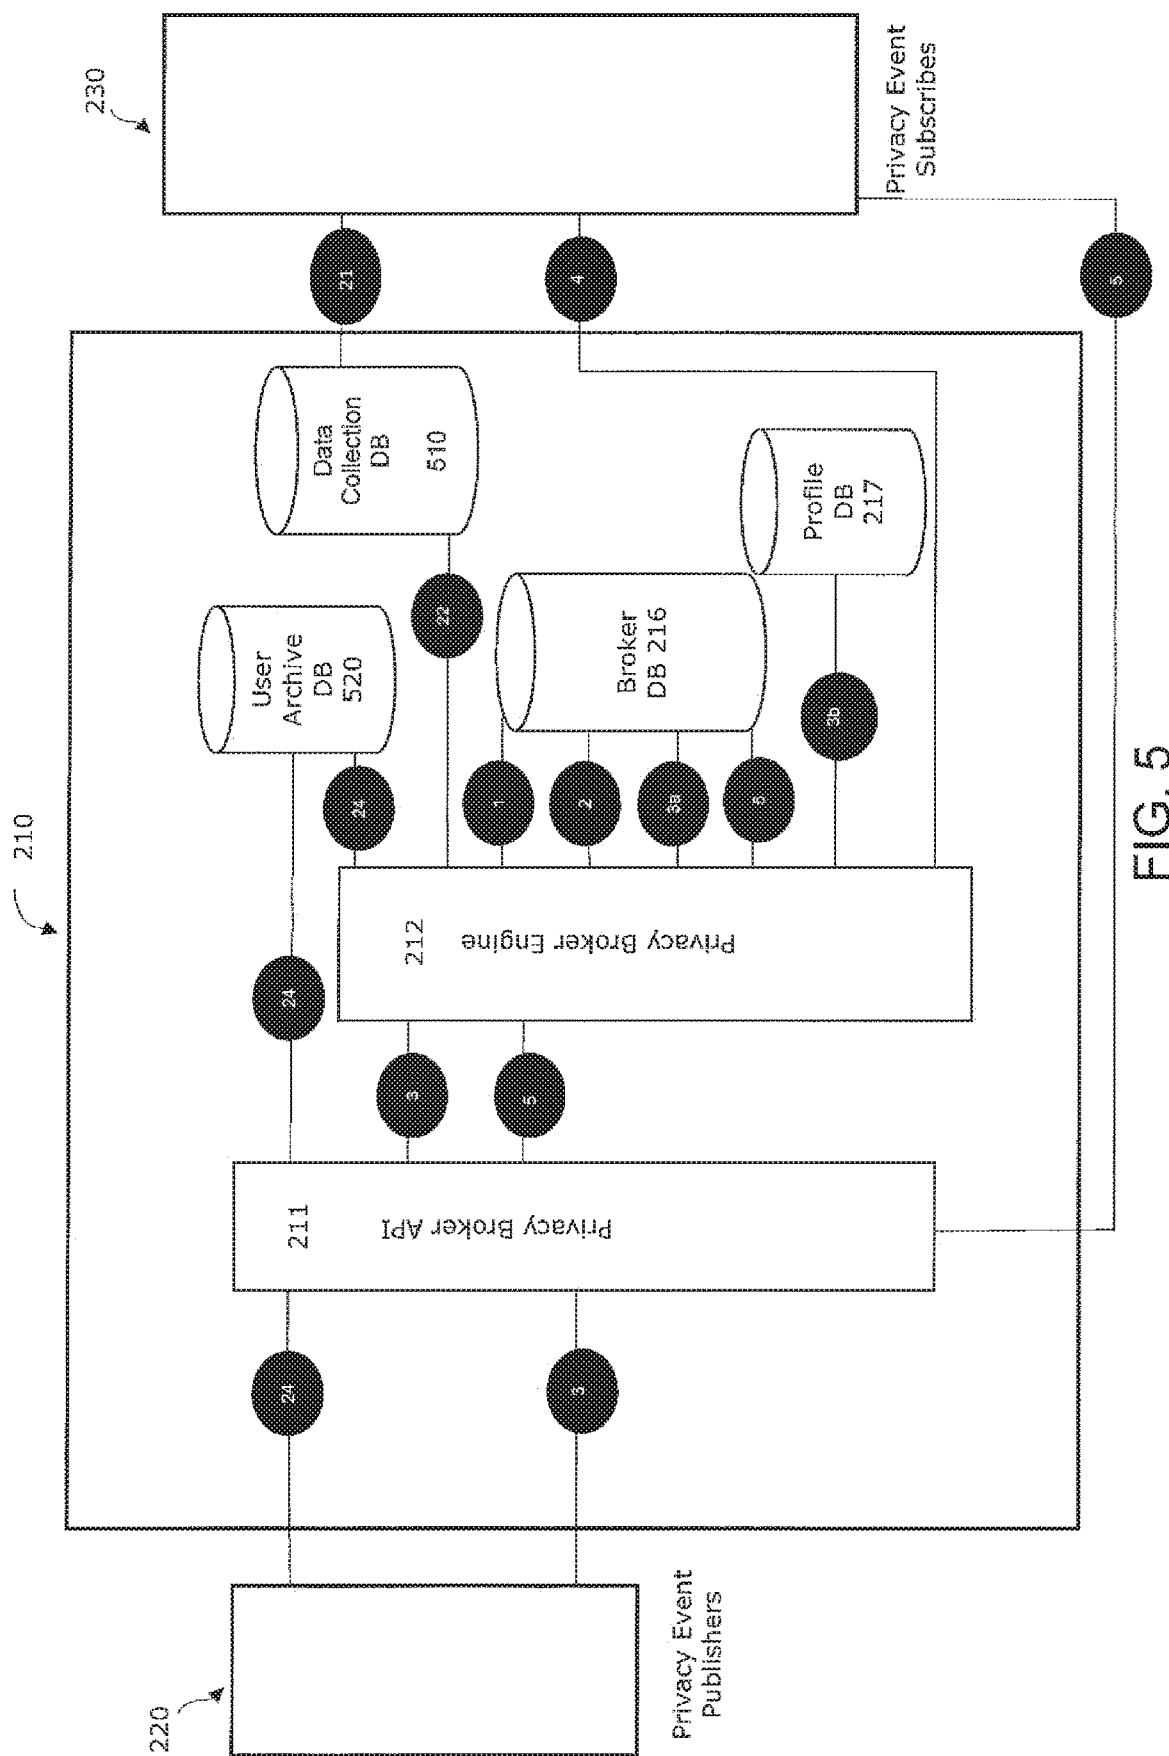 210
220
Privacy Event
Publishers
24
3
211
Privacy Broker API
24
3
5
212
Privacy Broker Engine
24
22
1
2
3a
5
3b
User
Archive
DB
520
Data
Collection
DB
510
Broker
DB 216
Profile
DB
217
21
4
5
230
Privacy Event
Subscribes
FIG. 5